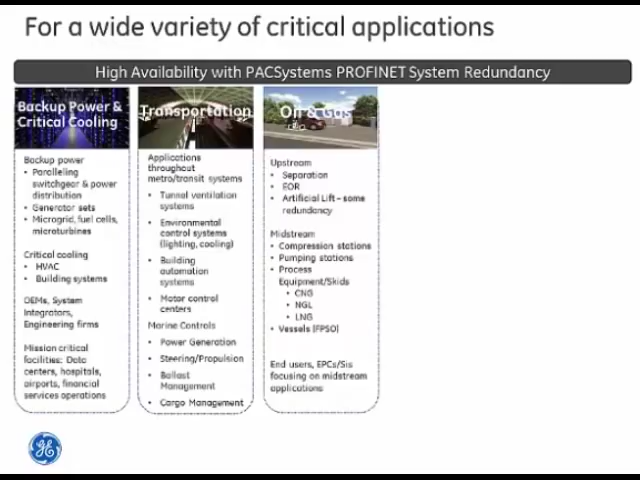 For a wide variety of critical applications
High Availability with PACSystems PROFINET System Redundancy
Backup Power &
Critical Cooling
Backup power
• Paralleling
switchgear & power
distribution
• Generator sets
• Microgrid, fuel cells,
microturbines
Critical cooling
• HVAC
• Building systems
OEMs, System
Integrators,
Engineering firms
Mission critical
facilities: Data
centers, hospitals,
airports, financial
services operations
Transportation
Applications
throughout
metro/transit systems
• Tunnel ventilation
systems
• Environmental
control systems
(lighting, cooling)
• Building
automation
systems
• Motor control
centers
Marine Controls
• Power Generation
• Steering/Propulsion
• Ballast
Management
• Cargo Management
Oil & Gas
Upstream
• Separation
• EOR
• Artificial Lift – some
redundancy
Midstream
• Compression stations
• Pumping stations
• Process
Equipment/Skids
• CNG
• NGL
• LNG
• Vessels (FPSO)
End users, EPCs/SIs
focusing on midstream
applications
GE